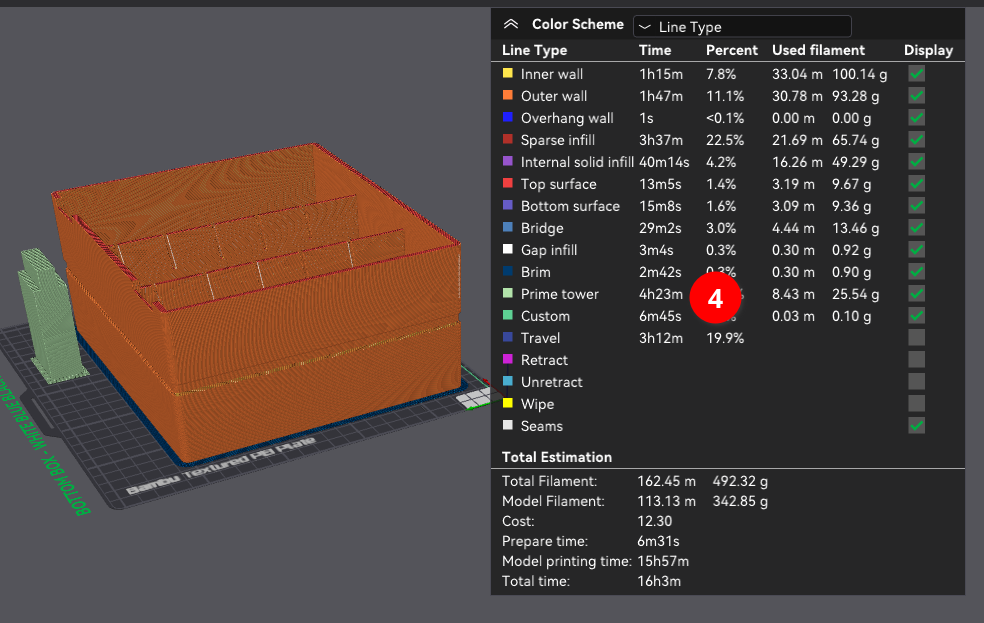 Color Scheme Line Type
Line Type Time Percent Used filament Display
Inner wall 1h15m 7.8% 33.04 m 100.14 g
Outer wall 1h47m 11.1% 30.78 m 93.28 g
Overhang wall 1s <0.1% 0.00 m 0.00 g
Sparse infill 3h37m 22.5% 21.69 m 65.74 g
Internal solid infill 40m14s 4.2% 16.26 m 49.29 g
Top surface 13m5s 1.4% 3.19 m 9.67 g
Bottom surface 15m8s 1.6% 3.09 m 9.36 g
Bridge 29m2s 3.0% 4.44 m 13.46 g
Gap infill 3m4s 0.3% 0.30 m 0.92 g
Brim 2m42s 0.3% 0.30 m 0.90 g
Prime tower 4h23m 8.43 m 25.54 g
4
Custom 6m45s 0.03 m 0.10 g
Travel 3h12m 19.9%
Retract
Unretract
Wipe
Seams
Total Estimation
Total Filament: 162.45 m 492.32 g
Model Filament: 113.13 m 342.85 g
Cost: 12.30
Prepare time: 6m31s
Model printing time: 15h57m
Total time: 16h3m
Bambu Textured PEI Plate
BOTTOM BOX - WHITE BLUE